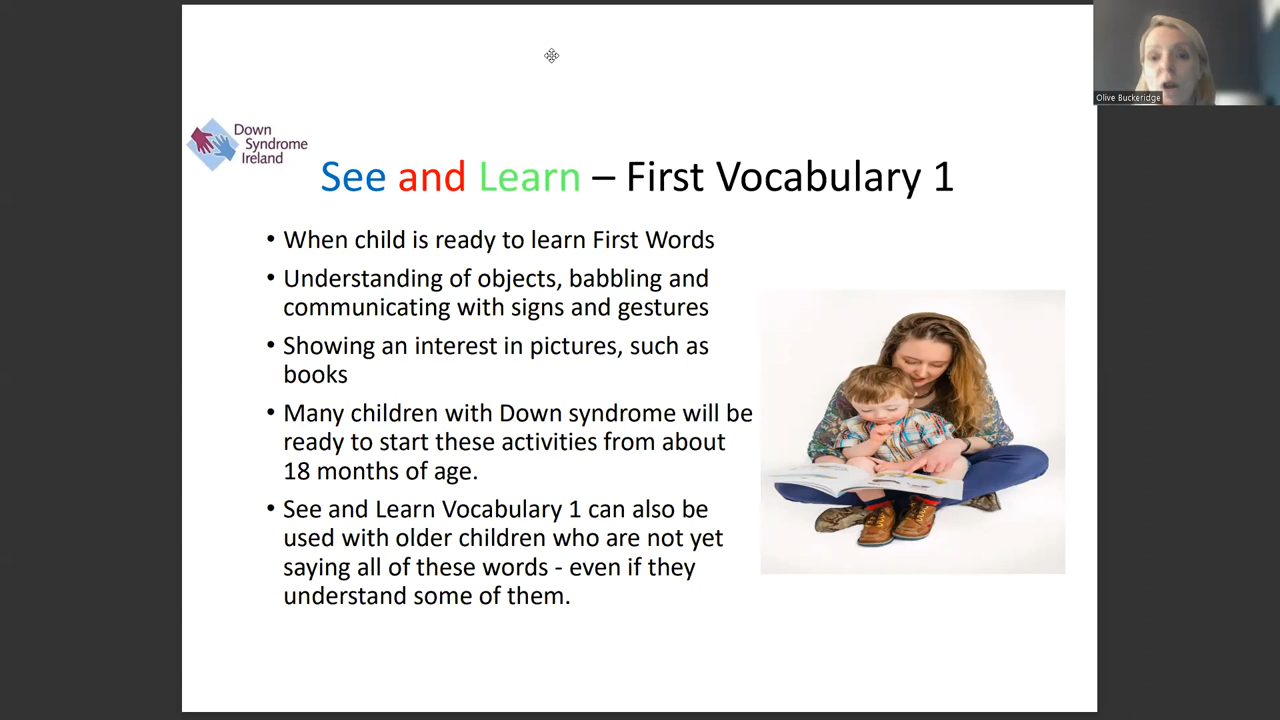 Olive Buckeridge
Down
Syndrome
Ireland
See and Learn – First Vocabulary 1
• When child is ready to learn First Words
• Understanding of objects, babbling and
communicating with signs and gestures
• Showing an interest in pictures, such as
books
• Many children with Down syndrome will be
ready to start these activities from about
18 months of age.
• See and Learn Vocabulary 1 can also be
used with older children who are not yet
saying all of these words - even if they
understand some of them.